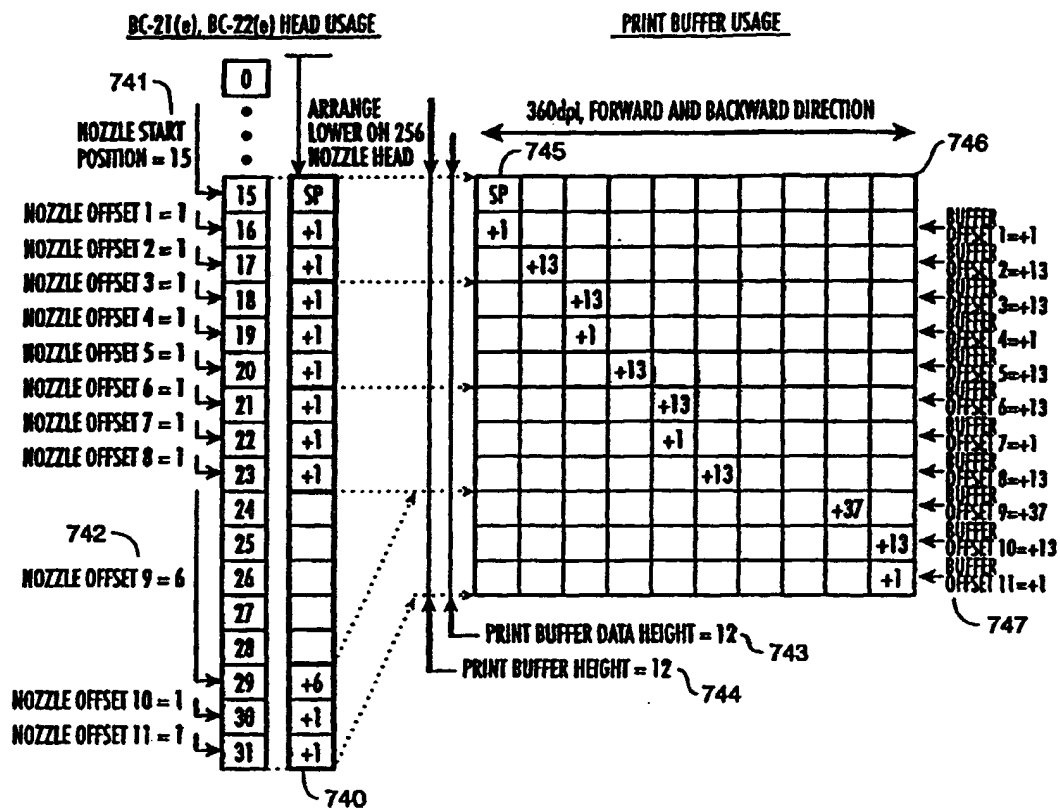 BC-21(e), BC-22(e) HEAD USAGE
PRINT BUFFER USAGE
741
0
NOZZLE START
POSITION = 15
ARRANGE
LOWER ON 256
NOZZLE HEAD
360dpi, FORWARD AND BACKWARD DIRECTION
745
746
15 SP SP
NOZZLE OFFSET 1 = 1
16 +1 +1
BUFFER
OFFSET 1=+1
NOZZLE OFFSET 2 = 1
17 +1 +13
BUFFER
OFFSET 2=+13
NOZZLE OFFSET 3 = 1
18 +1 +13
BUFFER
OFFSET 3=+13
NOZZLE OFFSET 4 = 1
19 +1 +1
BUFFER
OFFSET 4=+1
NOZZLE OFFSET 5 = 1
20 +1 +13
BUFFER
OFFSET 5=+13
NOZZLE OFFSET 6 = 1
21 +1 +13
BUFFER
OFFSET 6=+13
NOZZLE OFFSET 7 = 1
22 +1 +1
BUFFER
OFFSET 7=+1
NOZZLE OFFSET 8 = 1
23 +1 +13
BUFFER
OFFSET 8=+13
24 +37
BUFFER
OFFSET 9=+37
742
25 +13
BUFFER
OFFSET 10=+13
NOZZLE OFFSET 9 = 6
26 +1
BUFFER
OFFSET 11=+1
747
27
28
PRINT BUFFER DATA HEIGHT = 12
743
PRINT BUFFER HEIGHT = 12
744
29 +6
NOZZLE OFFSET 10 = 1
30 +1
NOZZLE OFFSET 11 = 1
31 +1
740